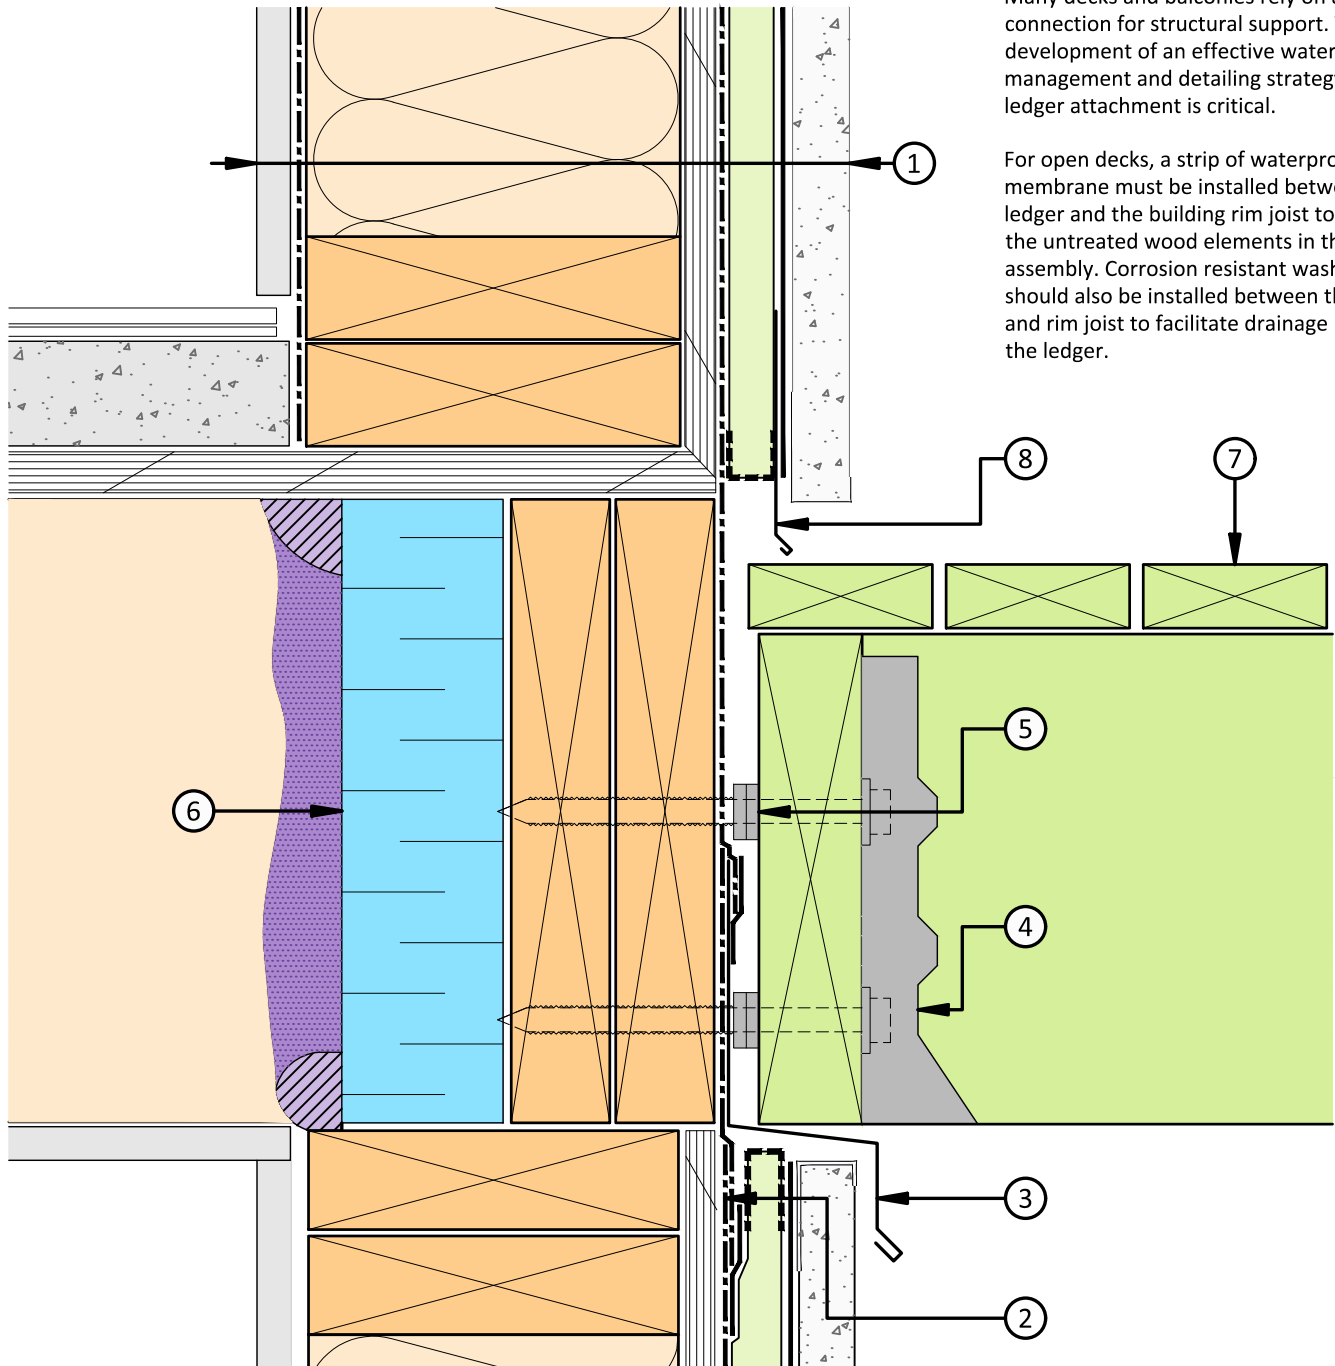 connection for structural support.
development of an effective water
management and detailing strategy
ledger attachment is critical.
For open decks, a strip of waterpro
membrane must be installed betwe
ledger and the building rim joist to
the untreated wood elements in th
assembly. Corrosion resistant wash
should also be installed between th
and rim joist to facilitate drainage
the ledger.
1
8
7
5
6
4
3
2